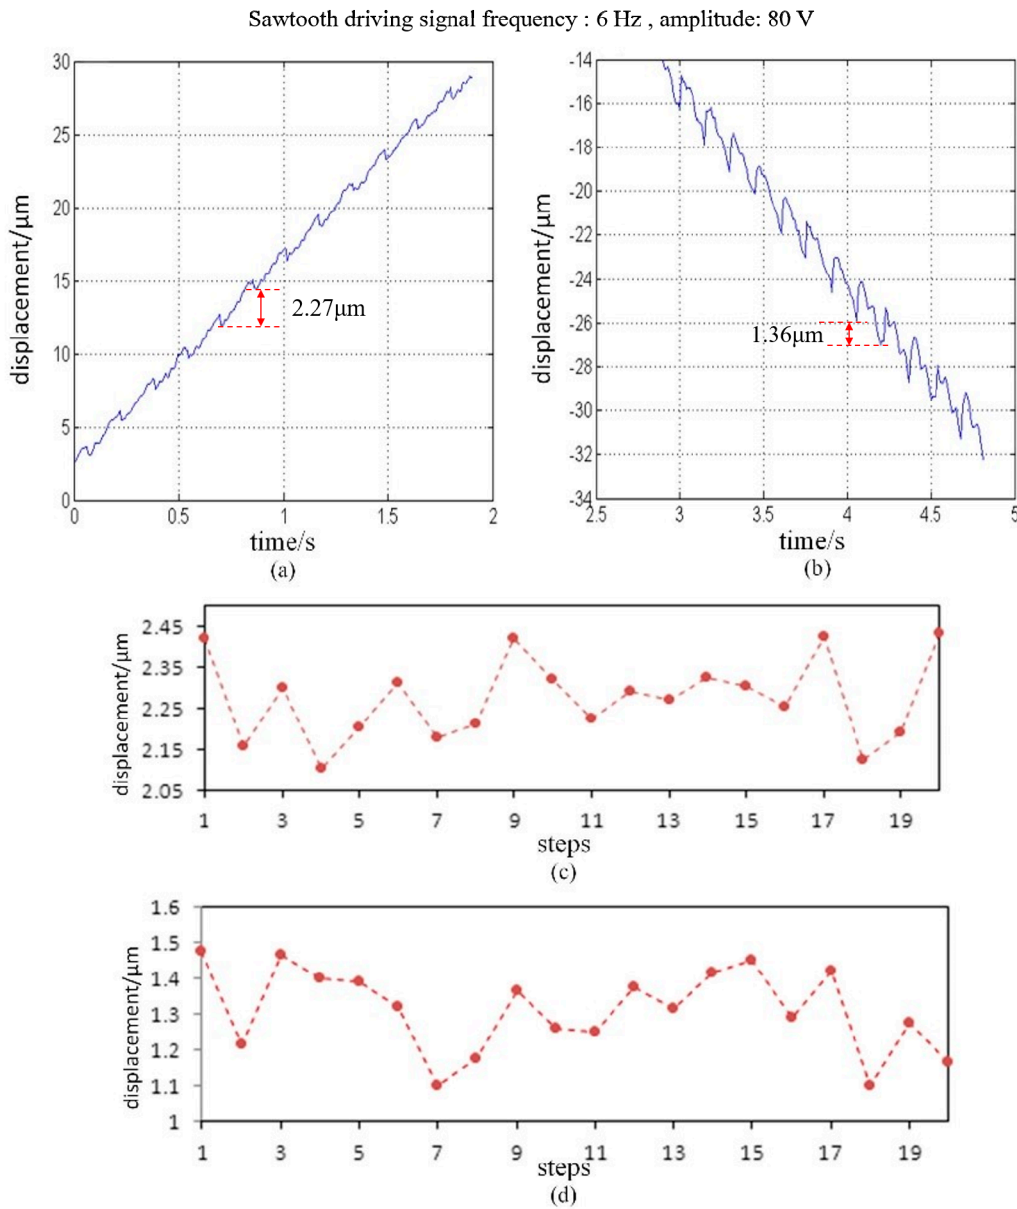 Sawtooth driving signal frequency : 6 Hz , amplitude: 80 V
30
25
20
15
10
5
0
displacement/μm
2.27μm
0 0.5 1 1.5 2
time/s
(a)
-14
-16
-18
-20
-22
-24
-26
-28
-30
-32
-34
displacement/μm
1.36μm
2.5 3 3.5 4 4.5 5
time/s
(b)
2.45
2.35
2.25
2.15
2.05
displacement/μm
1 3 5 7 9 11 13 15 17 19
steps
(c)
1.6
1.5
1.4
1.3
1.2
1.1
1
displacement/μm
1 3 5 7 9 11 13 15 17 19
steps
(d)